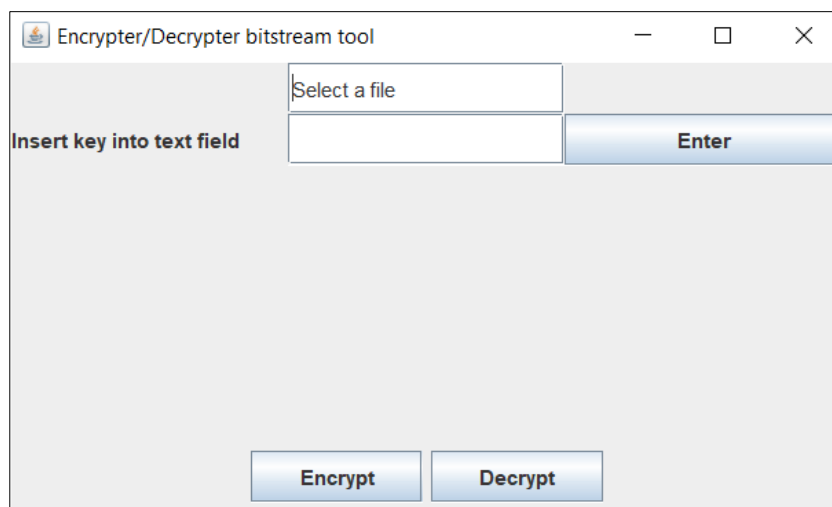 Encrypter/Decrypter bitstream tool
Select a file
Insert key into text field Enter
Encrypt Decrypt